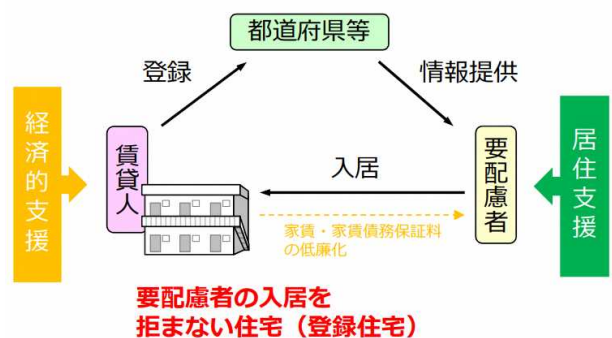 都道府県等
登録
情報提供
経済的支援
賃貸人
入居
要配慮者
居住支援
家賃・家賃債務保証料
の低廉化
要配慮者の入居を
拒まない住宅（登録住宅）